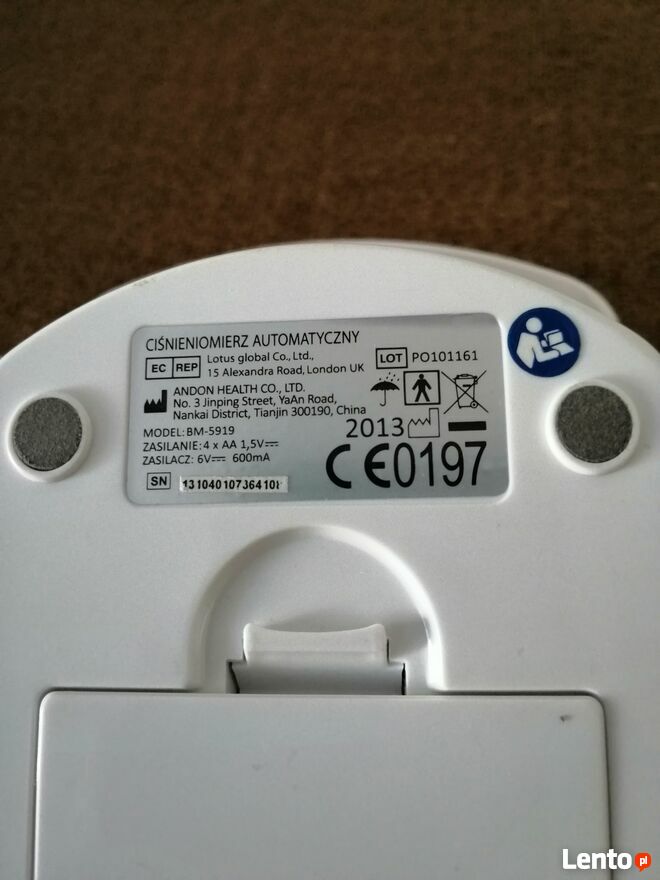 CIŚNIENIOMIERZ AUTOMATYCZNY
EC REP Lotus global Co., Ltd.,
15 Alexandra Road, London UK
ANDON HEALTH CO., LTD.
No. 3 Jinping Street, YaAn Road,
Nankai District, Tianjin 300190, China
MODEL: BM-5919
ZASILANIE: 4 x AA 1,5V
ZASILACZ: 6V 600mA
SN
LOT PO101161
2013
CE0197
Lento.pl